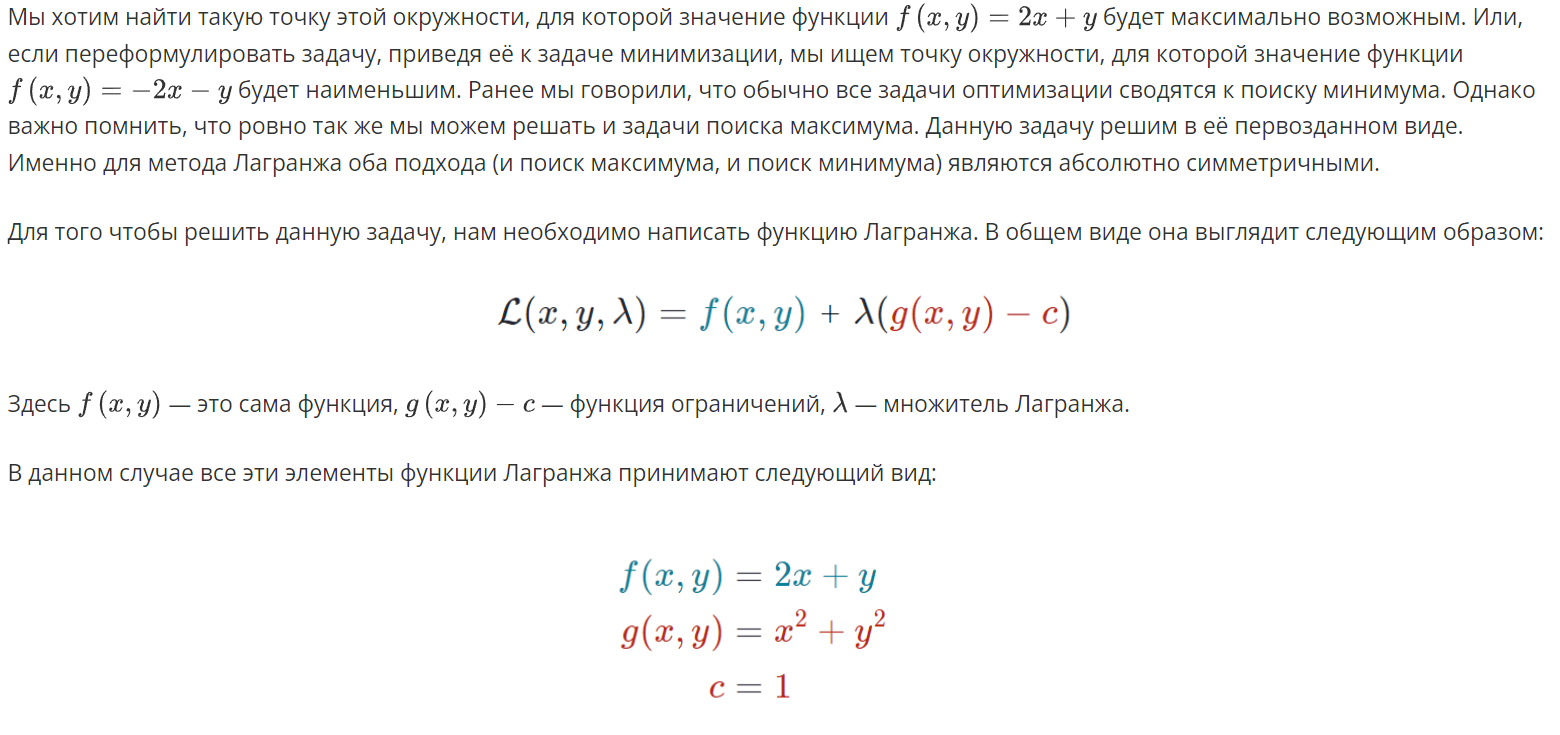 Мы хотим найти такую точку этой окружности, для которой значение функции f (x, y) = 2x + y будет максимально возможным. Или,
если переформулировать задачу, приведя её к задаче минимизации, мы ищем точку окружности, для которой значение функции
f (x, y) = −2x − y будет наименьшим. Ранее мы говорили, что обычно все задачи оптимизации сводятся к поиску минимума. Однако
важно помнить, что ровно так же мы можем решать и задачи поиска максимума. Данную задачу решим в её первозданном виде.
Именно для метода Лагранжа оба подхода (и поиск максимума, и поиск минимума) являются абсолютно симметричными.
Для того чтобы решить данную задачу, нам необходимо написать функцию Лагранжа. В общем виде она выглядит следующим образом:
ℒ(x, y, λ) = f(x, y) + λ(g(x, y) − c)
Здесь f (x, y) — это сама функция, g (x, y) − c — функция ограничений, λ — множитель Лагранжа.
В данном случае все эти элементы функции Лагранжа принимают следующий вид:
f(x, y) = 2x + y
g(x, y) = x² + y²
c = 1